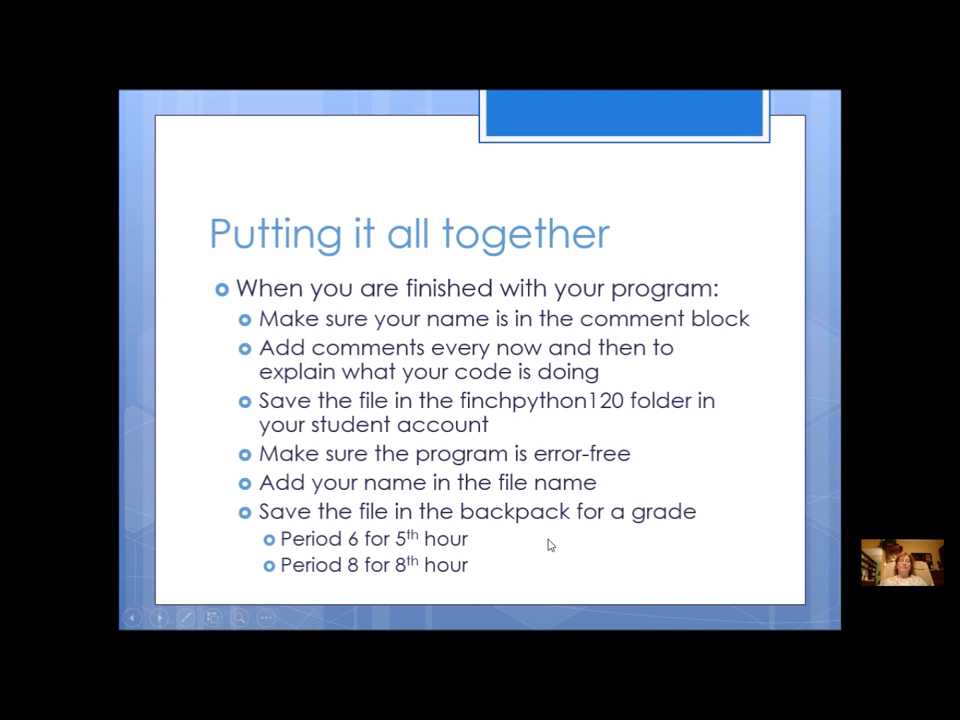 Putting it all together
When you are finished with your program:
Make sure your name is in the comment block
Add comments every now and then to
explain what your code is doing
Save the file in the finchpython120 folder in
your student account
Make sure the program is error-free
Add your name in the file name
Save the file in the backpack for a grade
Period 6 for 5th hour
Period 8 for 8th hour